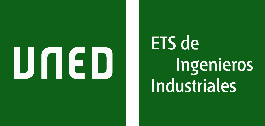 UNED
ETS de
Ingenieros
Industriales